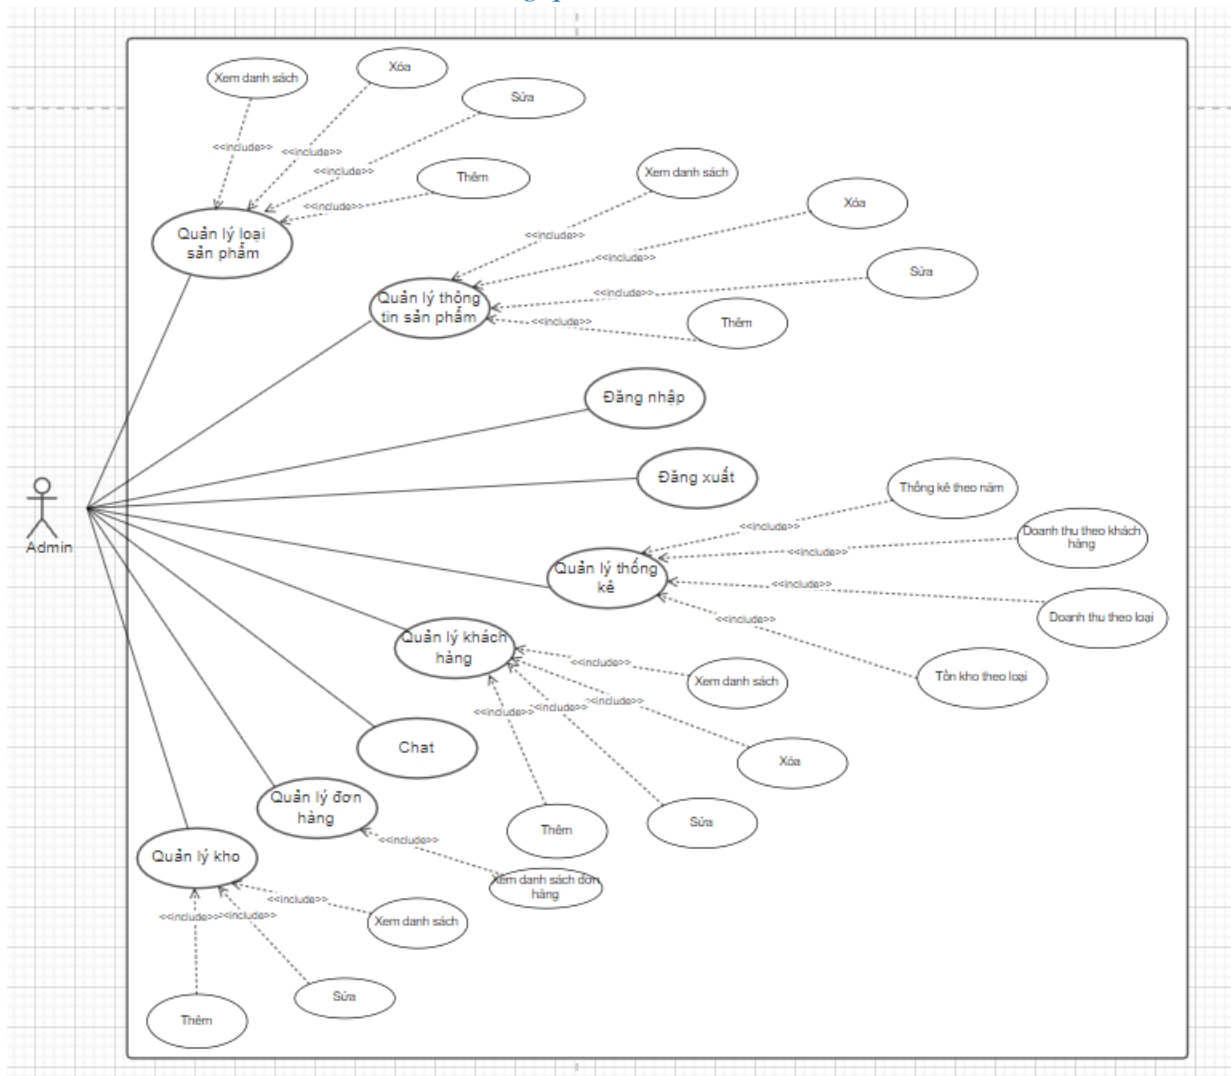 Xem danh sách
Xóa
Sửa
Thêm
<<include>>
<<include>>
<<include>>
<<include>>
Quản lý loại
sản phẩm
Xem danh sách
Xóa
Sửa
Thêm
<<include>>
<<include>>
<<include>>
<<include>>
Quản lý thông
tin sản phẩm
Đăng nhập
Đăng xuất
Admin
Thống kê theo năm
Doanh thu theo khách
hàng
Doanh thu theo loại
Tồn kho theo loại
<<include>>
<<include>>
<<include>>
<<include>>
Quản lý thống
kê
Quản lý khách
hàng
<<include>>
<<include>>
<<include>>
<<include>>
Xem danh sách
Xóa
Sửa
Thêm
Chat
Quản lý đơn
hàng
<<include>>
Xem danh sách đơn
hàng
Quản lý kho
<<include>>
<<include>>
<<include>>
Xem danh sách
Sửa
Thêm